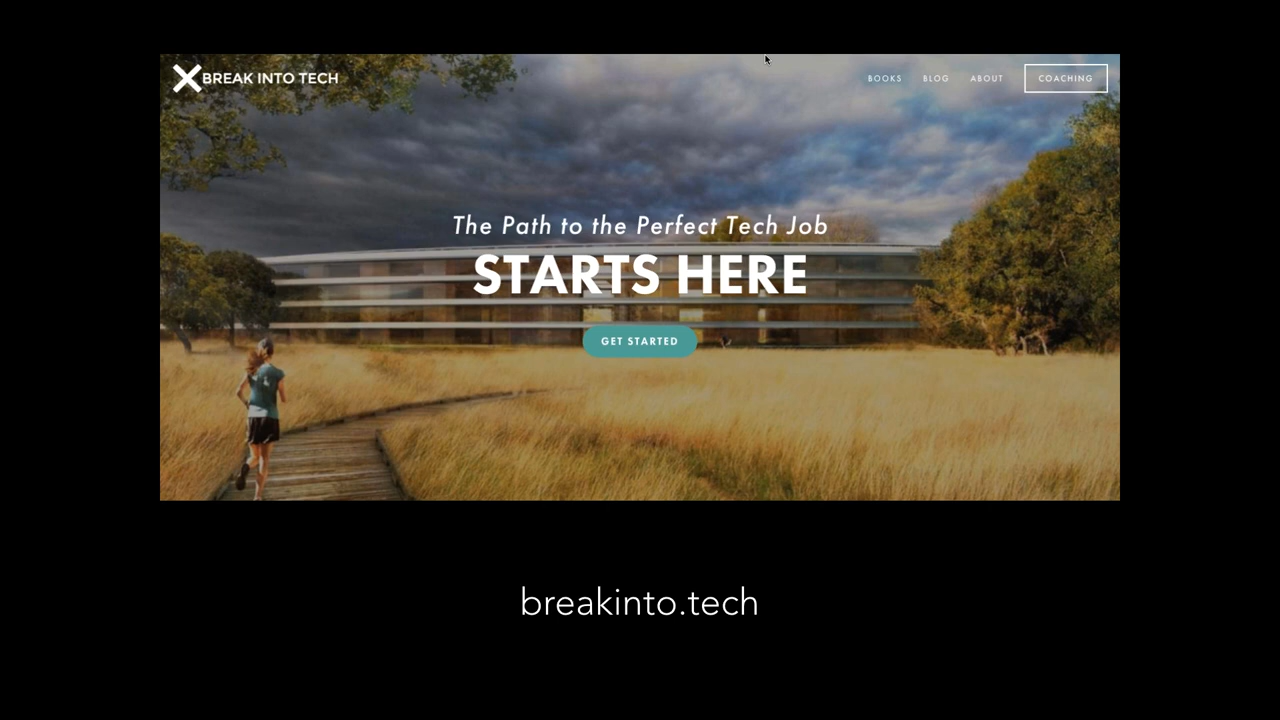 BREAK INTO TECH
BOOKS BLOG ABOUT COACHING
The Path to the Perfect Tech Job
STARTS HERE
GET STARTED
breakinto.tech